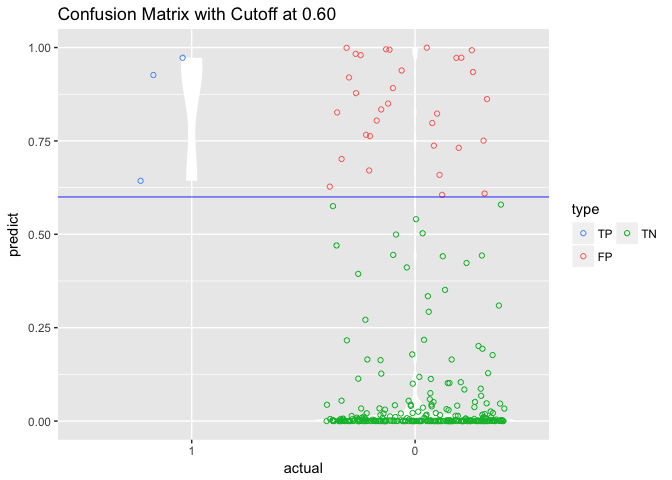 Confusion Matrix with Cutoff at 0.60
1.00
0.75
0.50
0.25
0.00
predict
1
0
actual
type
TP
TN
FP